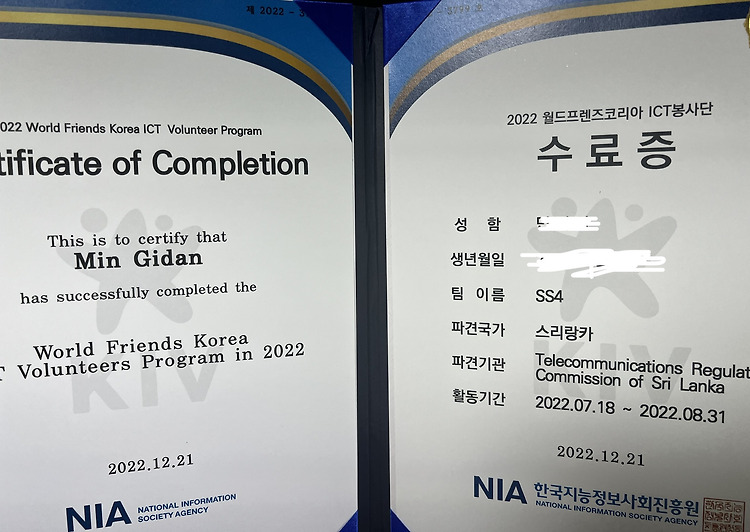 제 2022 - 3
022 World Friends Korea ICT Volunteer Program
tificate of Completion
This is to certify that
Min Gidan
has successfully completed the
World Friends Korea
T Volunteers Program in 2022
KIV
2022.12.21
NIA NATIONAL INFORMATION
SOCIETY AGENCY
2022 월드프렌즈코리아 ICT봉사단
수료증
성 함
생년월일
팀 이름 SS4
파견국가 스리랑카
파견기관 Telecommunications Regulat
Commission of Sri Lanka
활동기간 2022.07.18 ~ 2022.08.31
KIV
2022.12.21
NIA 한국지능정보사회진흥원
NATIONAL INFORMATION SOCIETY AGENCY